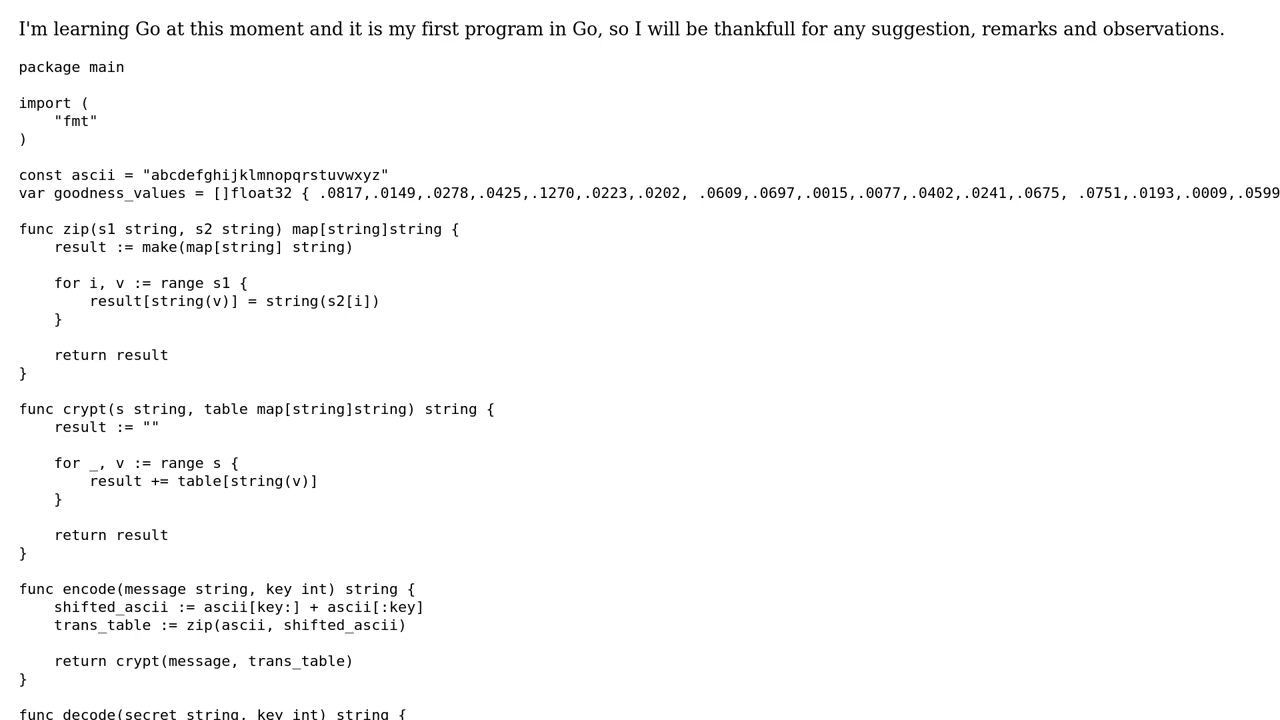 I'm learning Go at this moment and it is my first program in Go, so I will be thankfull for any suggestion, remarks and observations.
package main
import (
    "fmt"
)
const ascii = "abcdefghijklmnopqrstuvwxyz"
var goodness_values = []float32 { .0817,.0149,.0278,.0425,.1270,.0223,.0202, .0609,.0697,.0015,.0077,.0402,.0241,.0675, .0751,.0193,.0009,.0599
func zip(s1 string, s2 string) map[string]string {
    result := make(map[string] string)
    for i, v := range s1 {
        result[string(v)] = string(s2[i])
    }
    return result
}
func crypt(s string, table map[string]string) string {
    result := ""
    for _, v := range s {
        result += table[string(v)]
    }
    return result
}
func encode(message string, key int) string {
    shifted_ascii := ascii[key:] + ascii[:key]
    trans_table := zip(ascii, shifted_ascii)
    return crypt(message, trans_table)
}
func decode(secret string, key int) string {